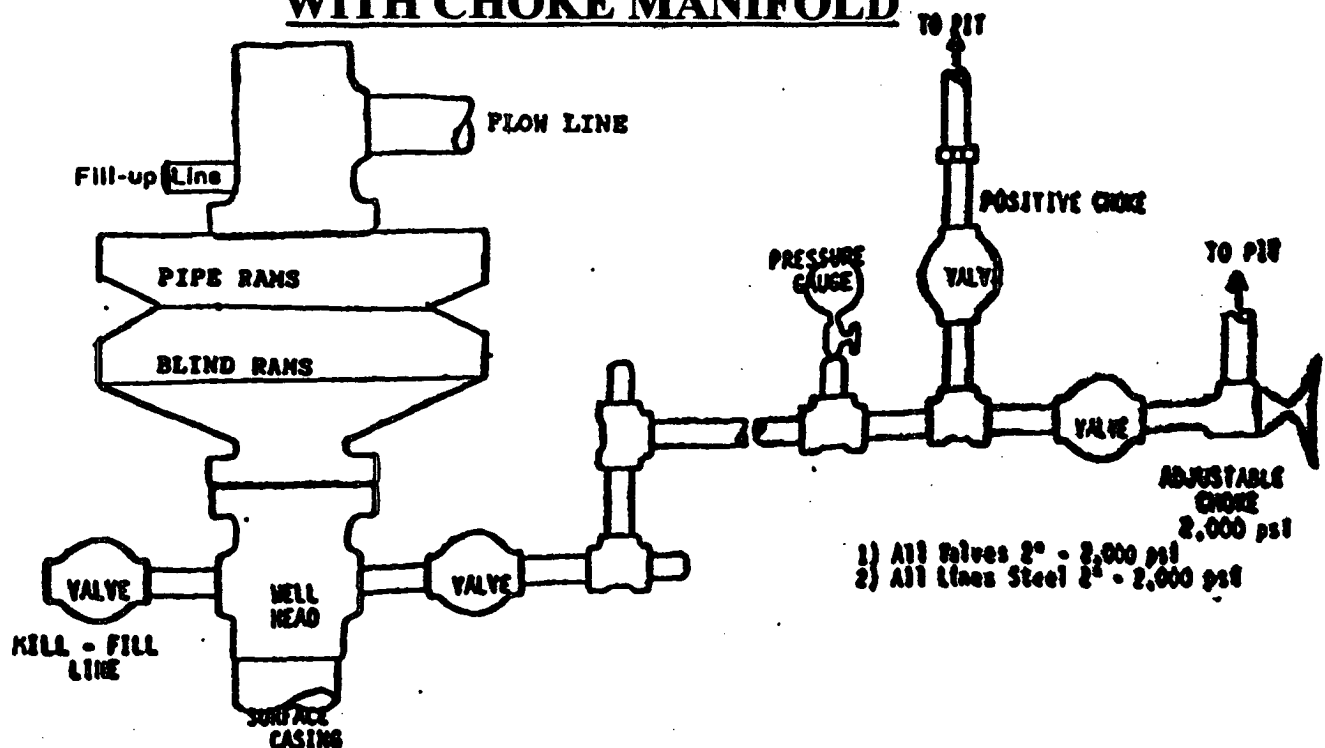 WITH CHOKE MANIFOLD
TO PIT
FLOW LINE
Fill-up Line
POSITIVE CHOKE
PIPE RAMS
PRESSURE
GAUGE
VALV
TO PIT
BLIND RAMS
VALVE
ADJUSTABLE
CHOKE
2,000 psi
1) All Valves 2" - 2,000 psi
2) All Lines Steel 2" - 2,000 psi
VALVE
WELL
HEAD
VALVE
KILL - FILL
LINE
SURFACE
CASING